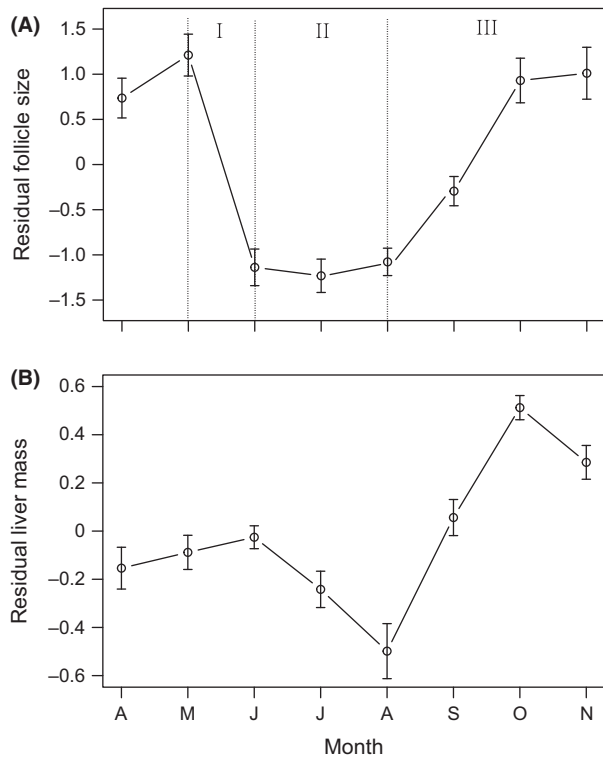 (A)
I II III
Residual follicle size
1.5
1.0
0.5
0
−0.5
−1.0
−1.5
(B)
Residual liver mass
0.6
0.4
0.2
0
−0.2
−0.4
−0.6
A M J J A S O N
Month